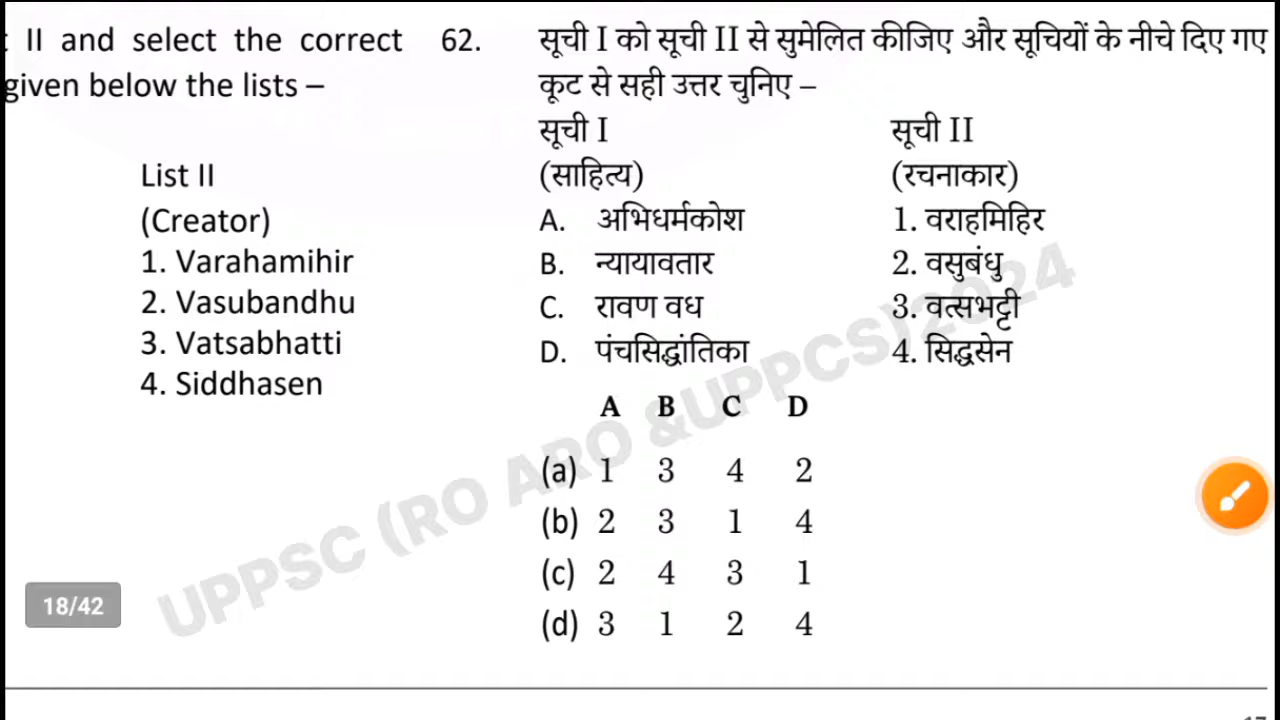 : II and select the correct
given below the lists –
List II
(Creator)
1. Varahamihir
2. Vasubandhu
3. Vatsabhatti
4. Siddhasen
62. सूची I को सूची II से सुमेलित कीजिए और सूचियों के नीचे दिए गए
कूट से सही उत्तर चुनिए –
सूची I सूची II
(साहित्य) (रचनाकार)
A. अभिधर्मकोश 1. वराहमिहिर
B. न्यायावतार 2. वसुबंधु
C. रावण वध 3. वत्सभट्टी
D. पंचसिद्धांतिका 4. सिद्धसेन
A B C D
(a) 1 3 4 2
(b) 2 3 1 4
(c) 2 4 3 1
(d) 3 1 2 4
UPPSC (RO ARO &UPPCS) 2024
18/42